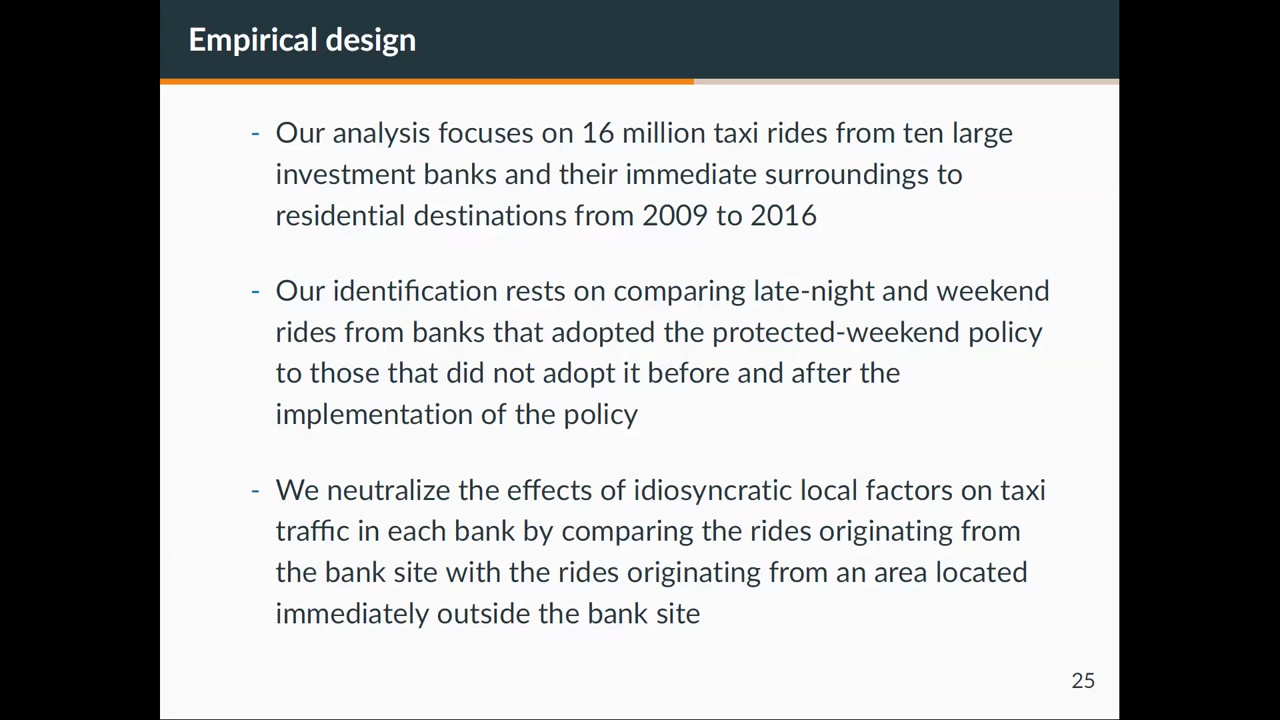 Empirical design
- Our analysis focuses on 16 million taxi rides from ten large
investment banks and their immediate surroundings to
residential destinations from 2009 to 2016
- Our identification rests on comparing late-night and weekend
rides from banks that adopted the protected-weekend policy
to those that did not adopt it before and after the
implementation of the policy
- We neutralize the effects of idiosyncratic local factors on taxi
traffic in each bank by comparing the rides originating from
the bank site with the rides originating from an area located
immediately outside the bank site
25